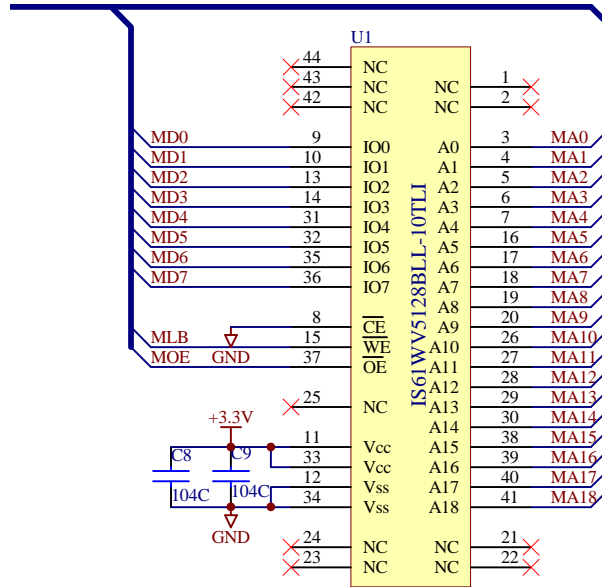 U1
44 NC
43 NC NC 1
42 NC NC 2
MD0 9 IO0 A0 3 MA0
MD1 10 IO1 A1 4 MA1
MD2 13 IO2 A2 5 MA2
MD3 14 IO3 A3 6 MA3
MD4 31 IO4 A4 7 MA4
MD5 32 IO5 A5 16 MA5
MD6 35 IO6 A6 17 MA6
MD7 36 IO7 A7 18 MA7
A8 19 MA8
8 CE A9 20 MA9
MLB GND 15 WE A10 26 MA10
MOE 37 OE A11 27 MA11
A12 28 MA12
25 NC A13 29 MA13
+3.3V A14 30 MA14
11 Vcc A15 38 MA15
C8 C9 33 Vcc A16 39 MA16
104C 104C 12 Vss A17 40 MA17
34 Vss A18 41 MA18
GND
24 NC NC 21
23 NC NC 22
IS61WV5128BLL-10TLI